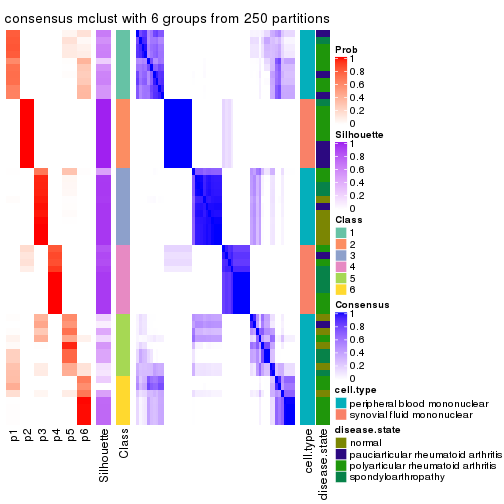 consensus mclust with 6 groups from 250 partitions
Prob
1
0.8
0.6
0.4
0.2
0
Silhouette
1
0.8
0.6
0.4
0.2
0
Class
1
2
3
4
5
6
Consensus
1
0.8
0.6
0.4
0.2
0
cell.type
peripheral blood mononuclear
synovial fluid mononuclear
disease.state
normal
pauciarticular rheumatoid arthritis
polyarticular rheumatoid arthritis
spondyloarthropathy
p1
p2
p3
p4
p5
p6
Silhouette
Class
cell.type
disease.state